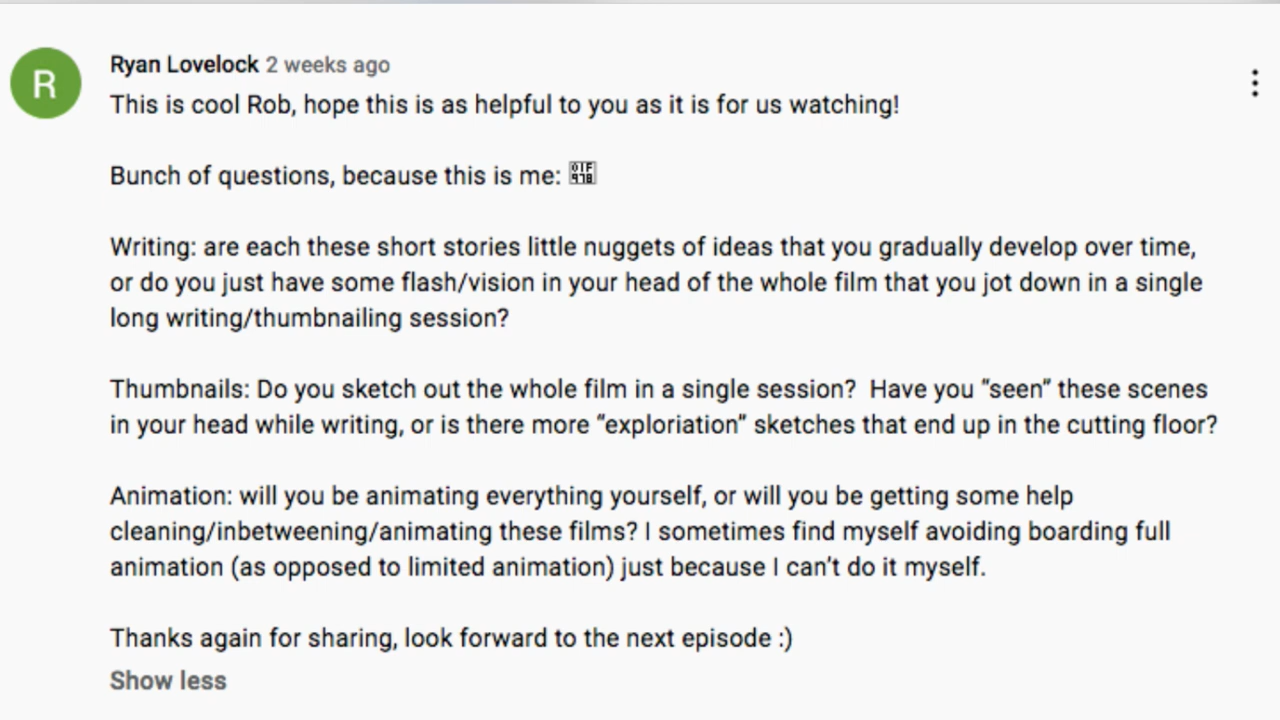 R
Ryan Lovelock 2 weeks ago
This is cool Rob, hope this is as helpful to you as it is for us watching!
Bunch of questions, because this is me: 01F 97B
Writing: are each these short stories little nuggets of ideas that you gradually develop over time,
or do you just have some flash/vision in your head of the whole film that you jot down in a single
long writing/thumbnailing session?
Thumbnails: Do you sketch out the whole film in a single session?  Have you “seen” these scenes
in your head while writing, or is there more “exploriation” sketches that end up in the cutting floor?
Animation: will you be animating everything yourself, or will you be getting some help
cleaning/inbetweening/animating these films? I sometimes find myself avoiding boarding full
animation (as opposed to limited animation) just because I can’t do it myself.
Thanks again for sharing, look forward to the next episode :)
Show less